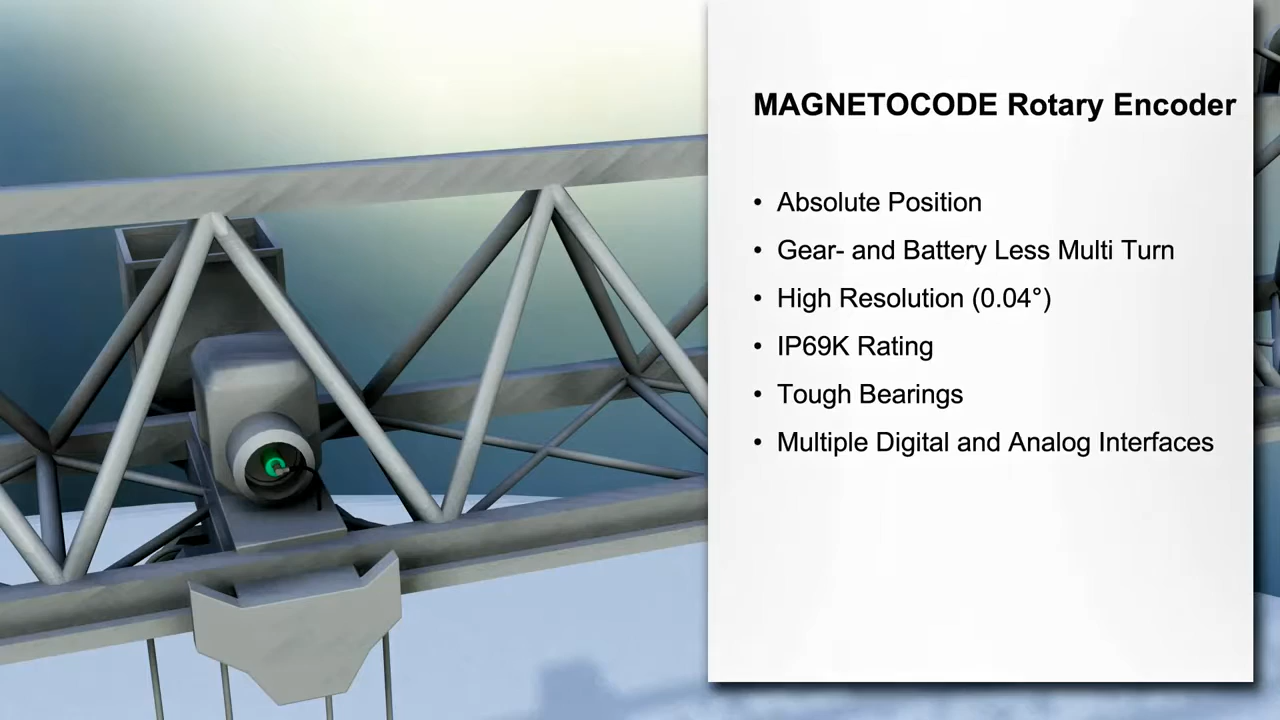 MAGNETOCODE Rotary Encoder
• Absolute Position
• Gear- and Battery Less Multi Turn
• High Resolution (0.04°)
• IP69K Rating
• Tough Bearings
• Multiple Digital and Analog Interfaces